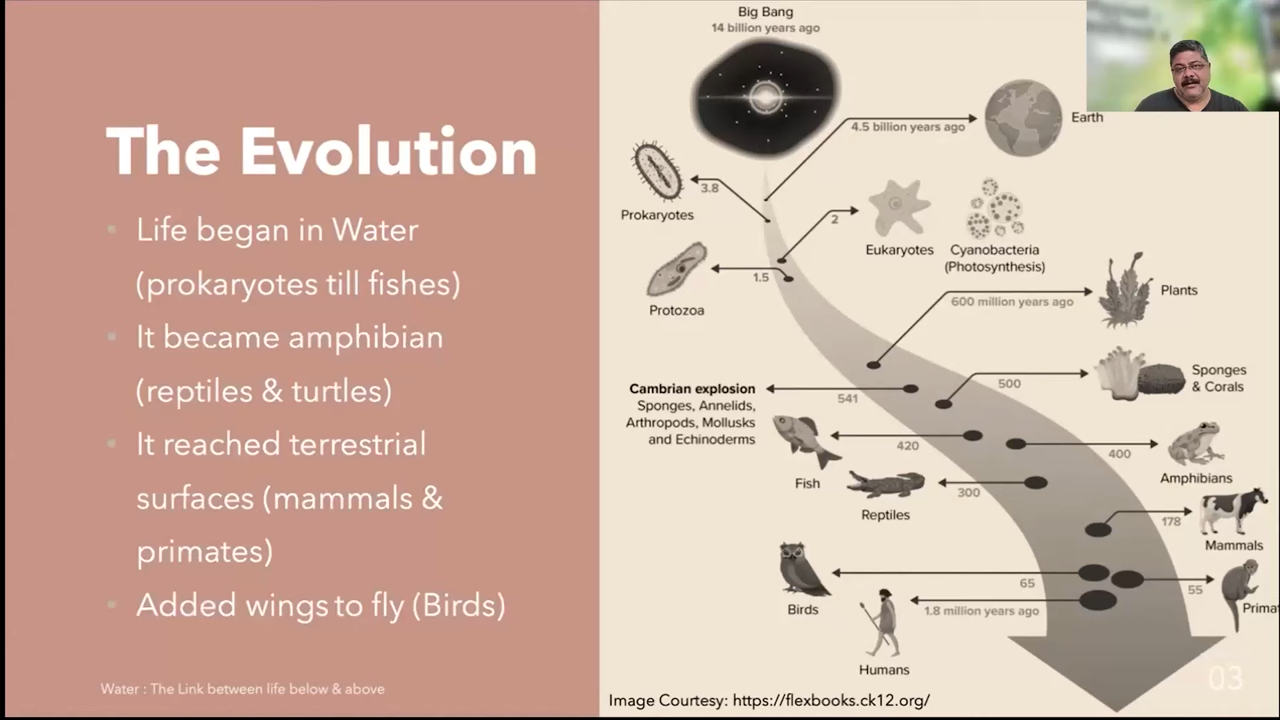 The Evolution
Life began in Water
(prokaryotes till fishes)
It became amphibian
(reptiles & turtles)
It reached terrestrial
surfaces (mammals &
primates)
Added wings to fly (Birds)
Water : The Link between life below & above
Big Bang
14 billion years ago
4.5 billion years ago
Earth
3.8
Prokaryotes
2
Eukaryotes
Cyanobacteria
(Photosynthesis)
1.5
Protozoa
600 million years ago
Plants
500
Sponges
& Corals
Cambrian explosion
541
Sponges, Annelids,
Arthropods, Mollusks
and Echinoderms
420
Fish
400
Amphibians
300
Reptiles
178
Mammals
65
Birds
55
Primat
1.8 million years ago
Humans
03
Image Courtesy: https://flexbooks.ck12.org/